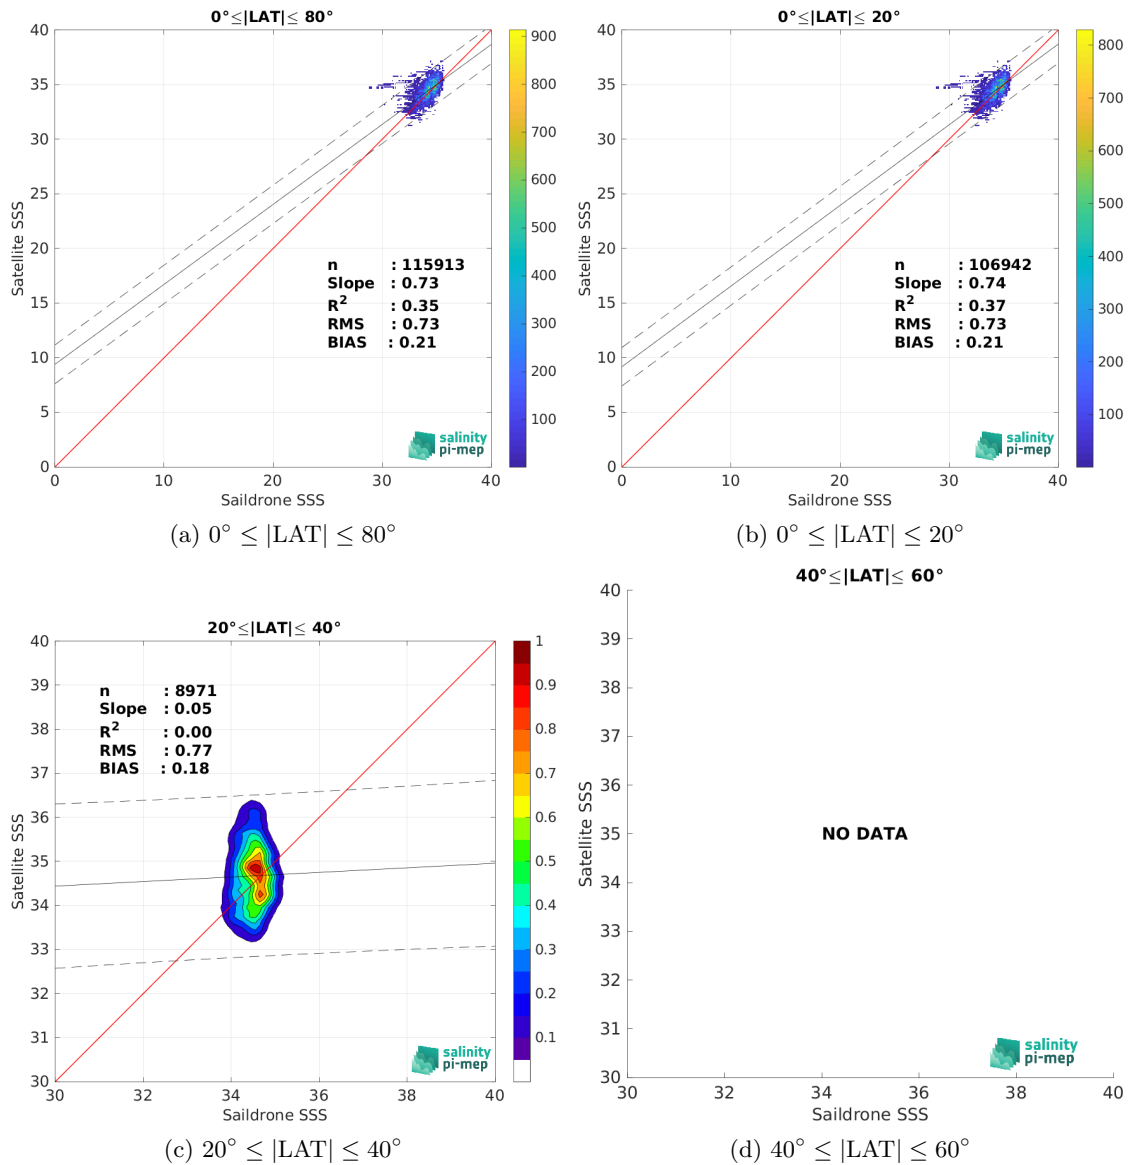 0°≤|LAT|≤ 80°
40
35
30
25
20
15
10
5
0
0
10
20
30
40
Satellite SSS
Saildrone SSS
n : 115913
Slope : 0.73
R2 : 0.35
RMS : 0.73
BIAS : 0.21
salinity
pi-mep
900
800
700
600
500
400
300
200
100
(a) 0° ≤ |LAT| ≤ 80°
0°≤|LAT|≤ 20°
40
35
30
25
20
15
10
5
0
0
10
20
30
40
Satellite SSS
Saildrone SSS
n : 106942
Slope : 0.74
R2 : 0.37
RMS : 0.73
BIAS : 0.21
salinity
pi-mep
800
700
600
500
400
300
200
100
(b) 0° ≤ |LAT| ≤ 20°
20°≤|LAT|≤ 40°
40
39
38
37
36
35
34
33
32
31
30
30
32
34
36
38
40
Satellite SSS
Saildrone SSS
n : 8971
Slope : 0.05
R2 : 0.00
RMS : 0.77
BIAS : 0.18
salinity
pi-mep
1
0.9
0.8
0.7
0.6
0.5
0.4
0.3
0.2
0.1
(c) 20° ≤ |LAT| ≤ 40°
40°≤|LAT|≤ 60°
40
39
38
37
36
35
34
33
32
31
30
30
32
34
36
38
40
Satellite SSS
Saildrone SSS
NO DATA
salinity
pi-mep
(d) 40° ≤ |LAT| ≤ 60°